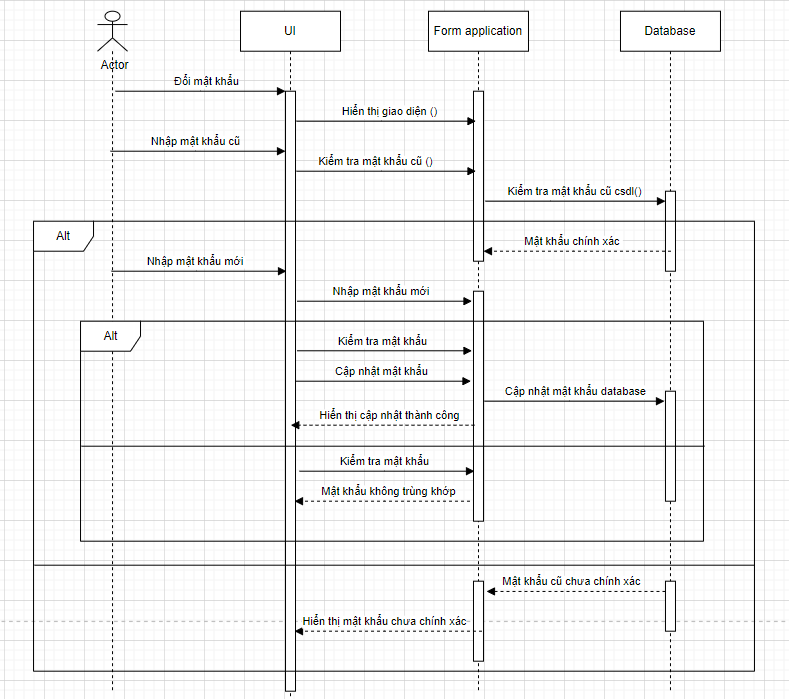 UI
Form application
Database
Actor
Đổi mật khẩu
Hiển thị giao diện ()
Nhập mật khẩu cũ
Kiểm tra mật khẩu cũ ()
Kiểm tra mật khẩu cũ csdl()
Alt
Mật khẩu chính xác
Nhập mật khẩu mới
Nhập mật khẩu mới
Alt
Kiểm tra mật khẩu
Cập nhật mật khẩu
Cập nhật mật khẩu database
Hiển thị cập nhật thành công
Kiểm tra mật khẩu
Mật khẩu không trùng khớp
Mật khẩu cũ chưa chính xác
Hiển thị mật khẩu chưa chính xác